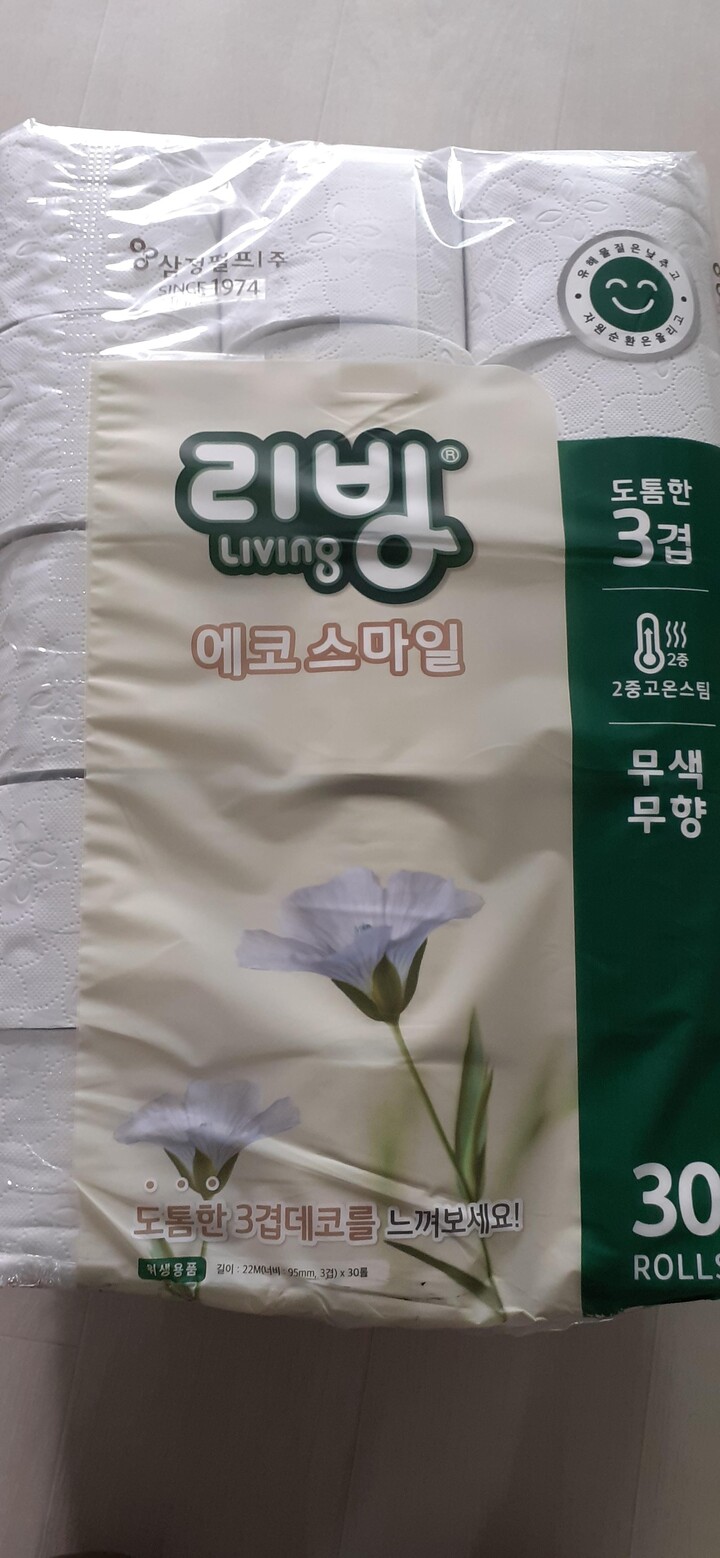 삼정펄프|주
SINCE 1974
유해물질은낮추고
자원순환은올리고
리빙®
Living
에코스마일
도톰한
3겹
2중
2중고온스팀
무색
무향
30
ROLLS
도톰한 3겹데코를 느껴보세요!
위생용품 길이 : 22M(너비 : 95mm, 3겹) x 30롤